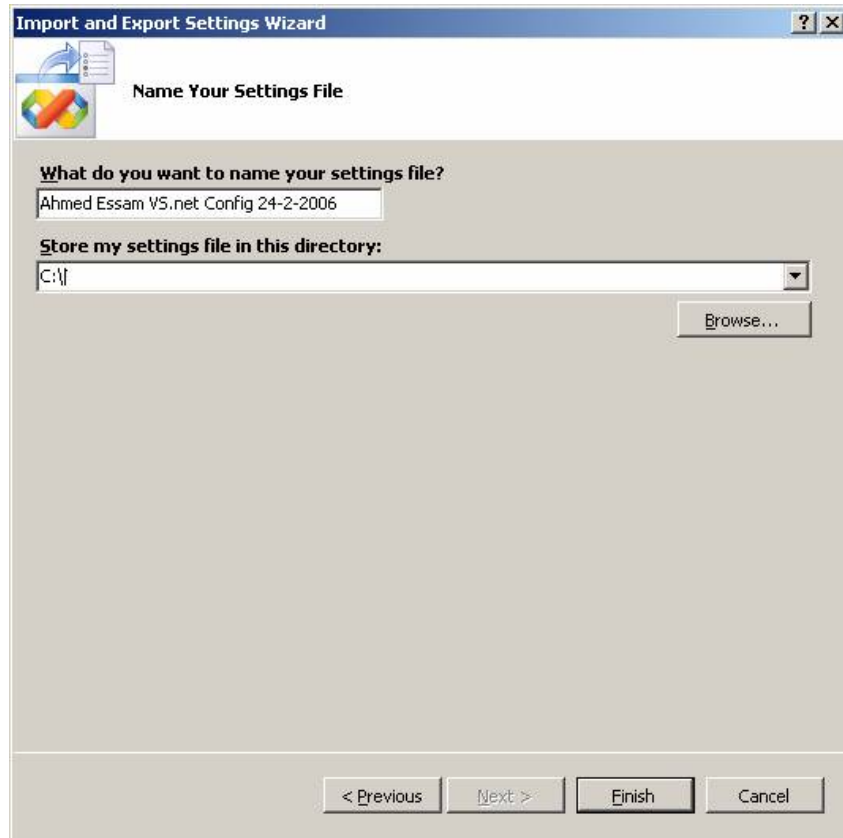 Import and Export Settings Wizard
Name Your Settings File
What do you want to name your settings file?
Ahmed Essam VS.net Config 24-2-2006
Store my settings file in this directory:
C:\
Browse...
< Previous
Next >
Finish
Cancel